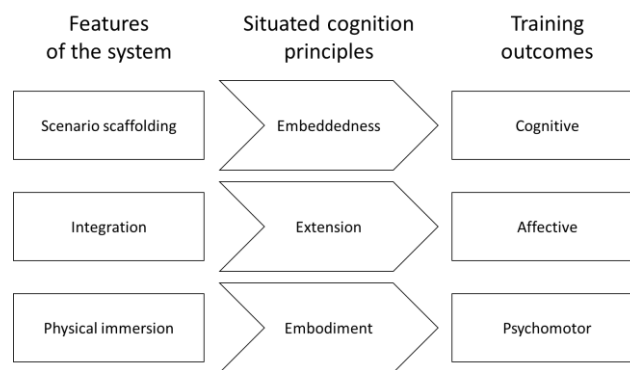 Features
of the system
Situated cognition
principles
Training
outcomes
Scenario scaffolding
Embeddedness
Cognitive
Integration
Extension
Affective
Physical immersion
Embodiment
Psychomotor